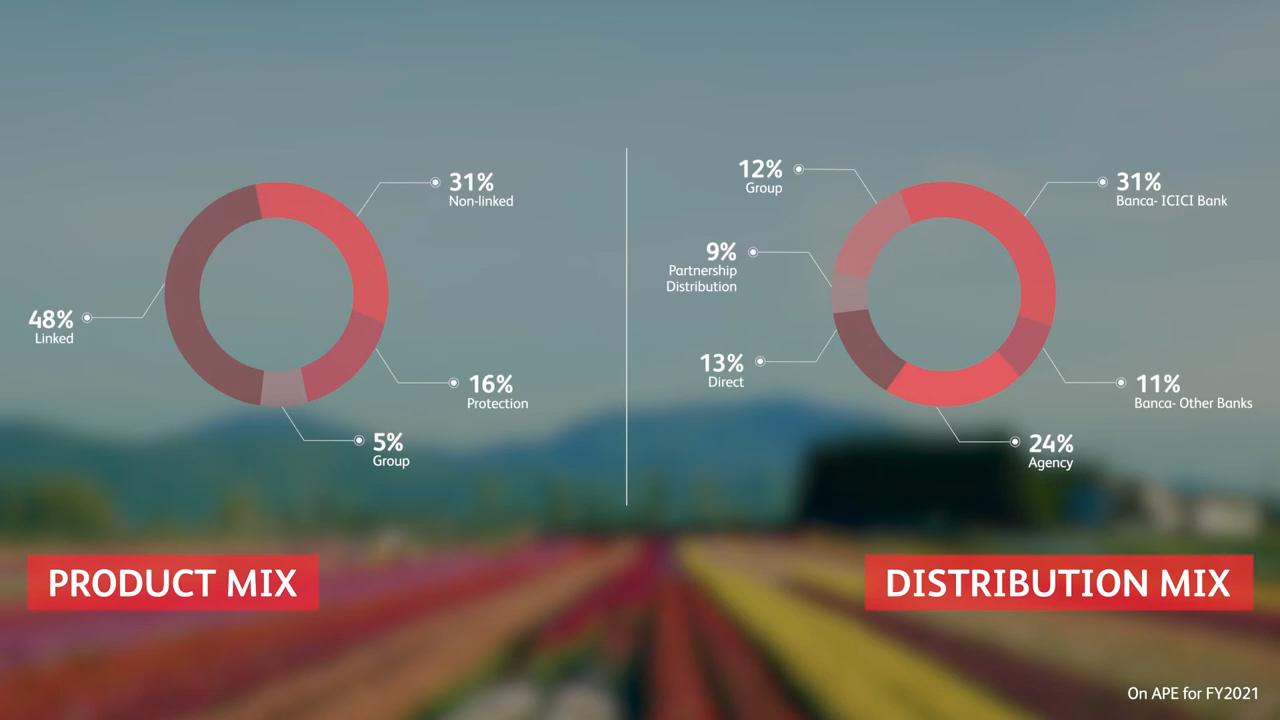 31%
Non-linked
48%
Linked
16%
Protection
5%
Group
PRODUCT MIX
12%
Group
31%
Banca- ICICI Bank
9%
Partnership
Distribution
13%
Direct
11%
Banca- Other Banks
24%
Agency
DISTRIBUTION MIX
On APE for FY2021